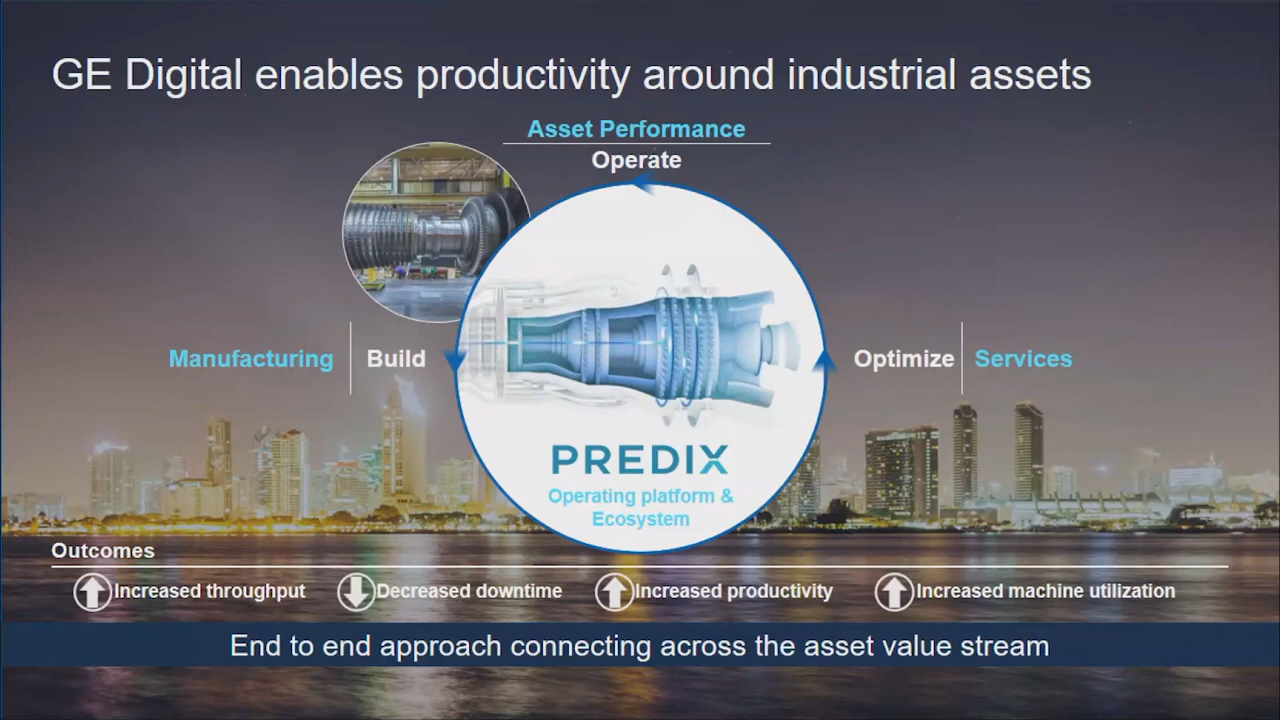 GE Digital enables productivity around industrial assets
Asset Performance
Operate
Manufacturing
Build
Optimize
Services
PREDIX
Operating platform &
Ecosystem
Outcomes
Increased throughput
Decreased downtime
Increased productivity
Increased machine utilization
End to end approach connecting across the asset value stream